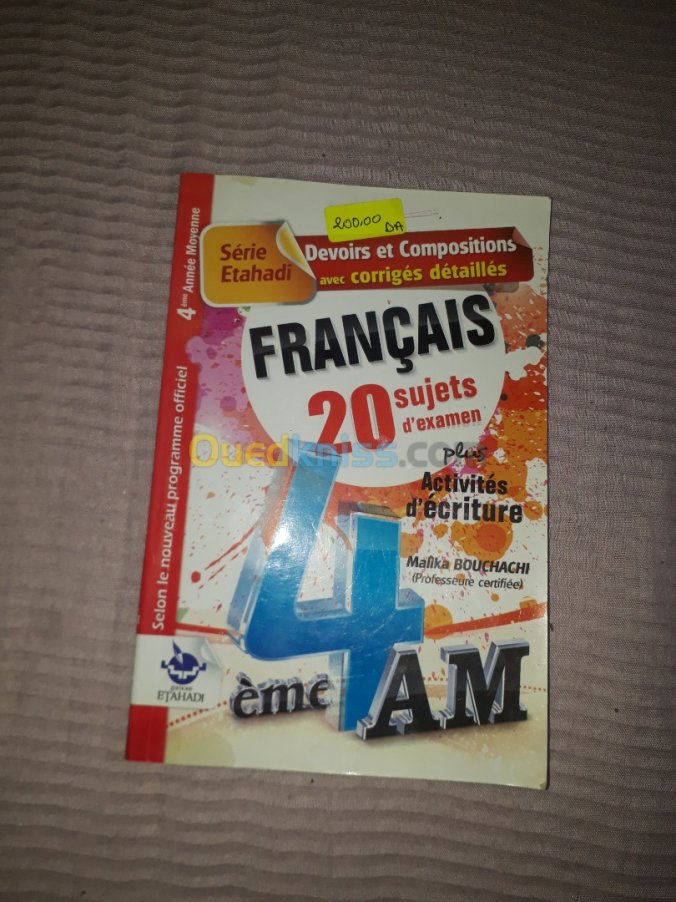 200,00 DA
Série
Etahadi
Devoirs et Compositions
avec corrigés détaillés
FRANÇAIS
20 sujets
d'examen
plus
Activités
d'écriture
Malika BOUCHACHI
(Professeure certifiée)
4
ème AM
4ème Année Moyenne
Selon le nouveau programme officiel
ETAHADI
Ouedkniss.com